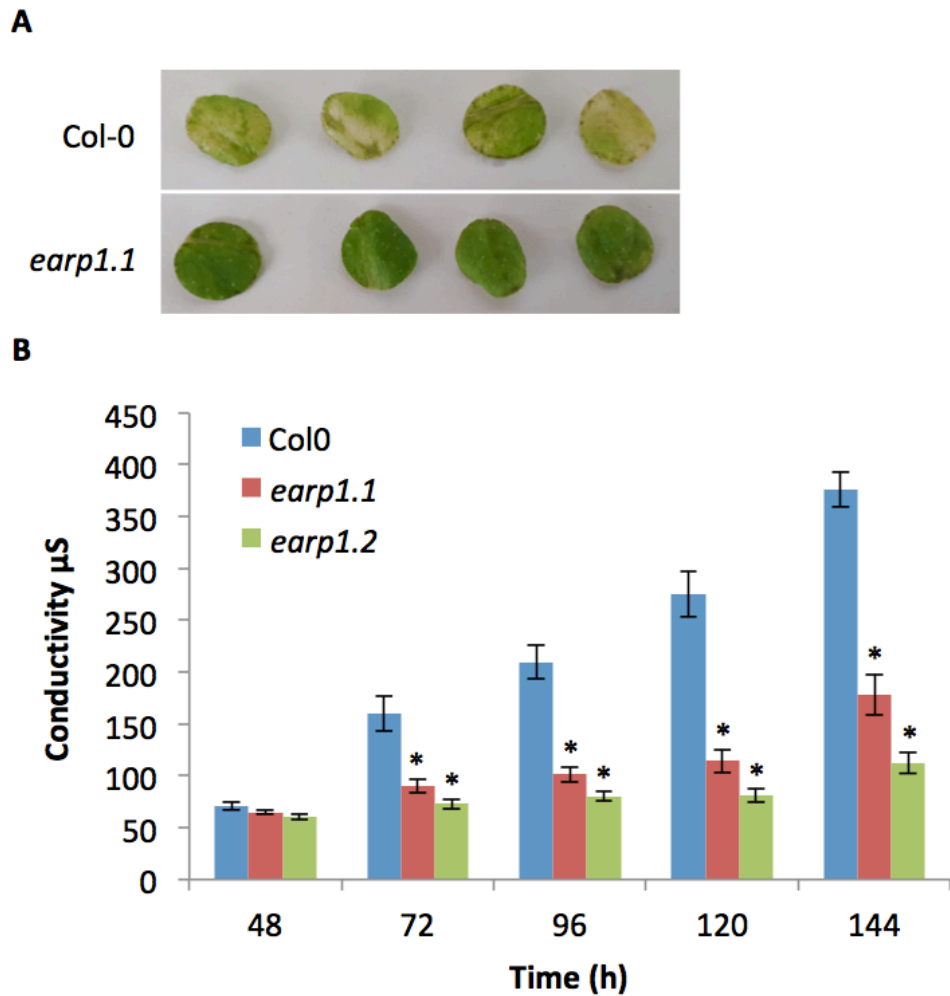 A
Col-0
earp1.1
B
450
400
350
300
250
200
150
100
50
0
Conductivity µS
Col0
earp1.1
earp1.2
* * * * * * * *
48 72 96 120 144
Time (h)